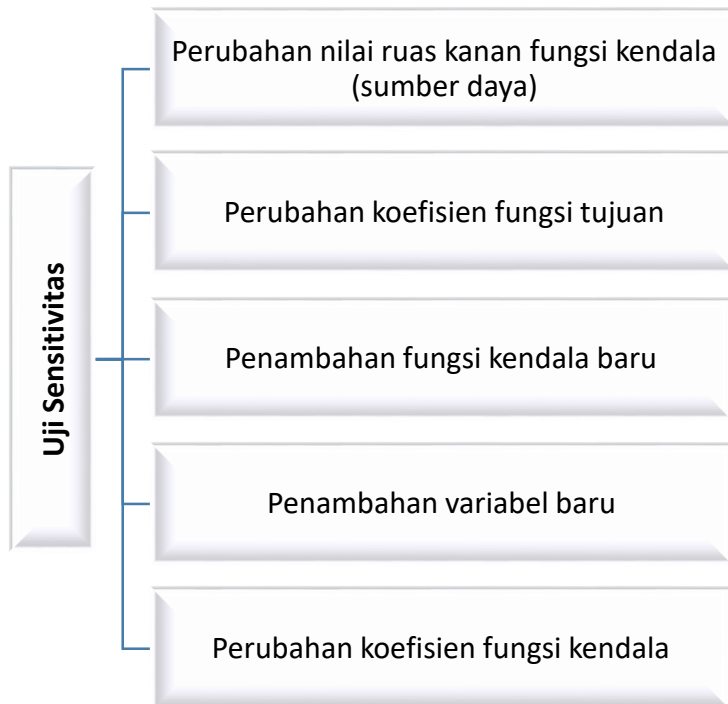 Uji Sensitivitas
Perubahan nilai ruas kanan fungsi kendala
(sumber daya)
Perubahan koefisien fungsi tujuan
Penambahan fungsi kendala baru
Penambahan variabel baru
Perubahan koefisien fungsi kendala